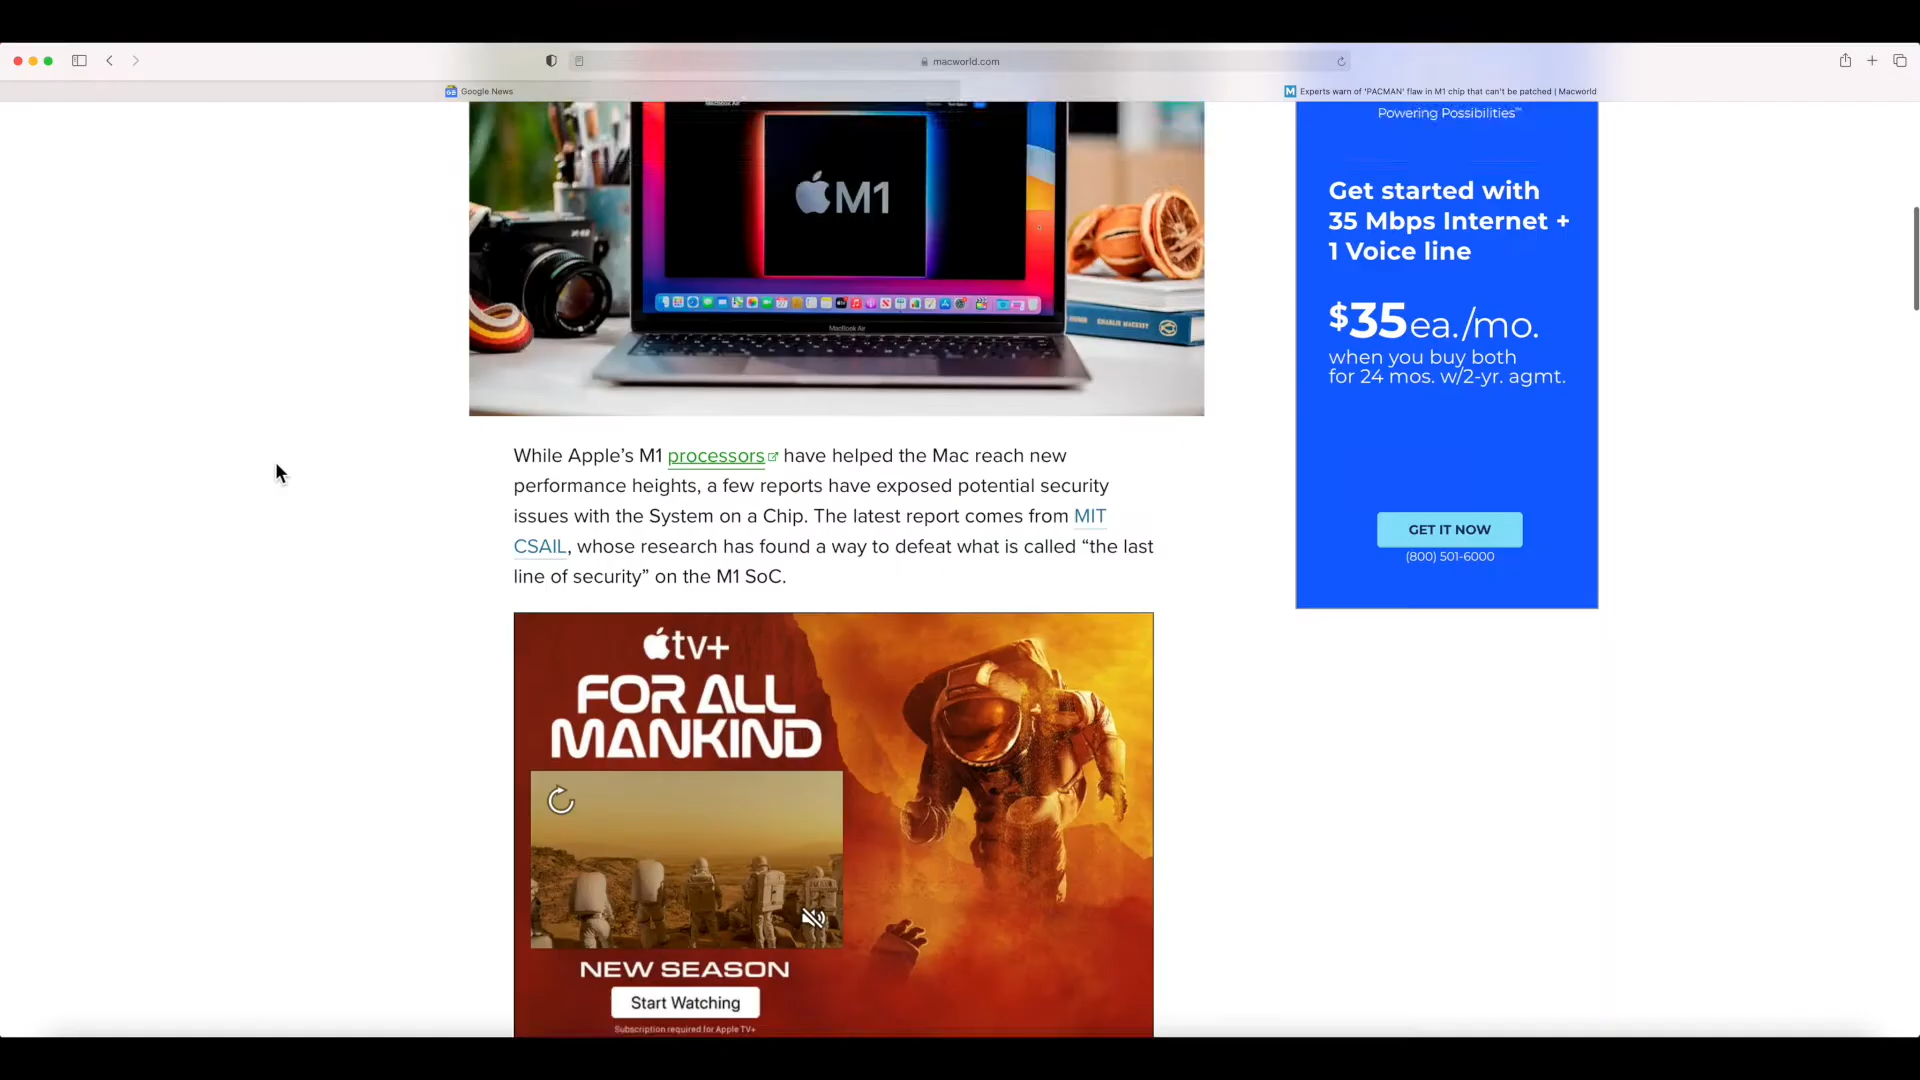 macworld.com
Google News
Experts warn of 'PACMAN' flaw in M1 chip that can't be patched | Macworld
M1
MacBook Air
CHARLIE MACKESY
While Apple’s M1 processors have helped the Mac reach new
performance heights, a few reports have exposed potential security
issues with the System on a Chip. The latest report comes from MIT
CSAIL, whose research has found a way to defeat what is called “the last
line of security” on the M1 SoC.
tv+
FOR ALL
MANKIND
NEW SEASON
Start Watching
Subscription required for Apple TV+
Powering Possibilities™
Get started with
35 Mbps Internet +
1 Voice line
$35ea./mo.
when you buy both
for 24 mos. w/2-yr. agmt.
GET IT NOW
(800) 501-6000